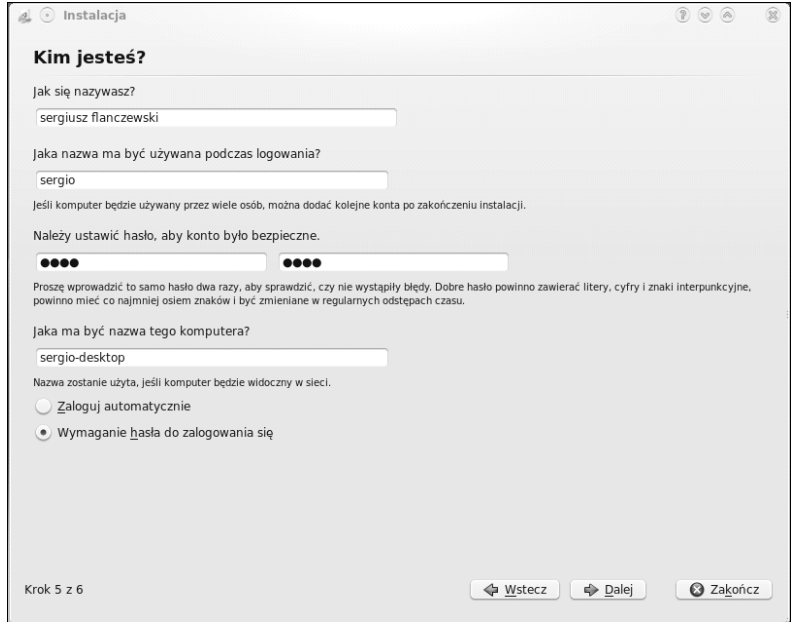 Instalacja
Kim jesteś?
Jak się nazywasz?
sergiusz flanczewski
Jaka nazwa ma być używana podczas logowania?
sergio
Jeśli komputer będzie używany przez wiele osób, można dodać kolejne konta po zakończeniu instalacji.
Należy ustawić hasło, aby konto było bezpieczne.
●●●● ●●●●
Proszę wprowadzić to samo hasło dwa razy, aby sprawdzić, czy nie wystąpiły błędy. Dobre hasło powinno zawierać litery, cyfry i znaki interpunkcyjne,
powinno mieć co najmniej osiem znaków i być zmieniane w regularnych odstępach czasu.
Jaka ma być nazwa tego komputera?
sergio-desktop
Nazwa zostanie użyta, jeśli komputer będzie widoczny w sieci.
Zaloguj automatycznie
Wymaganie hasła do zalogowania się
Krok 5 z 6 Wstecz Dalej Zakończ